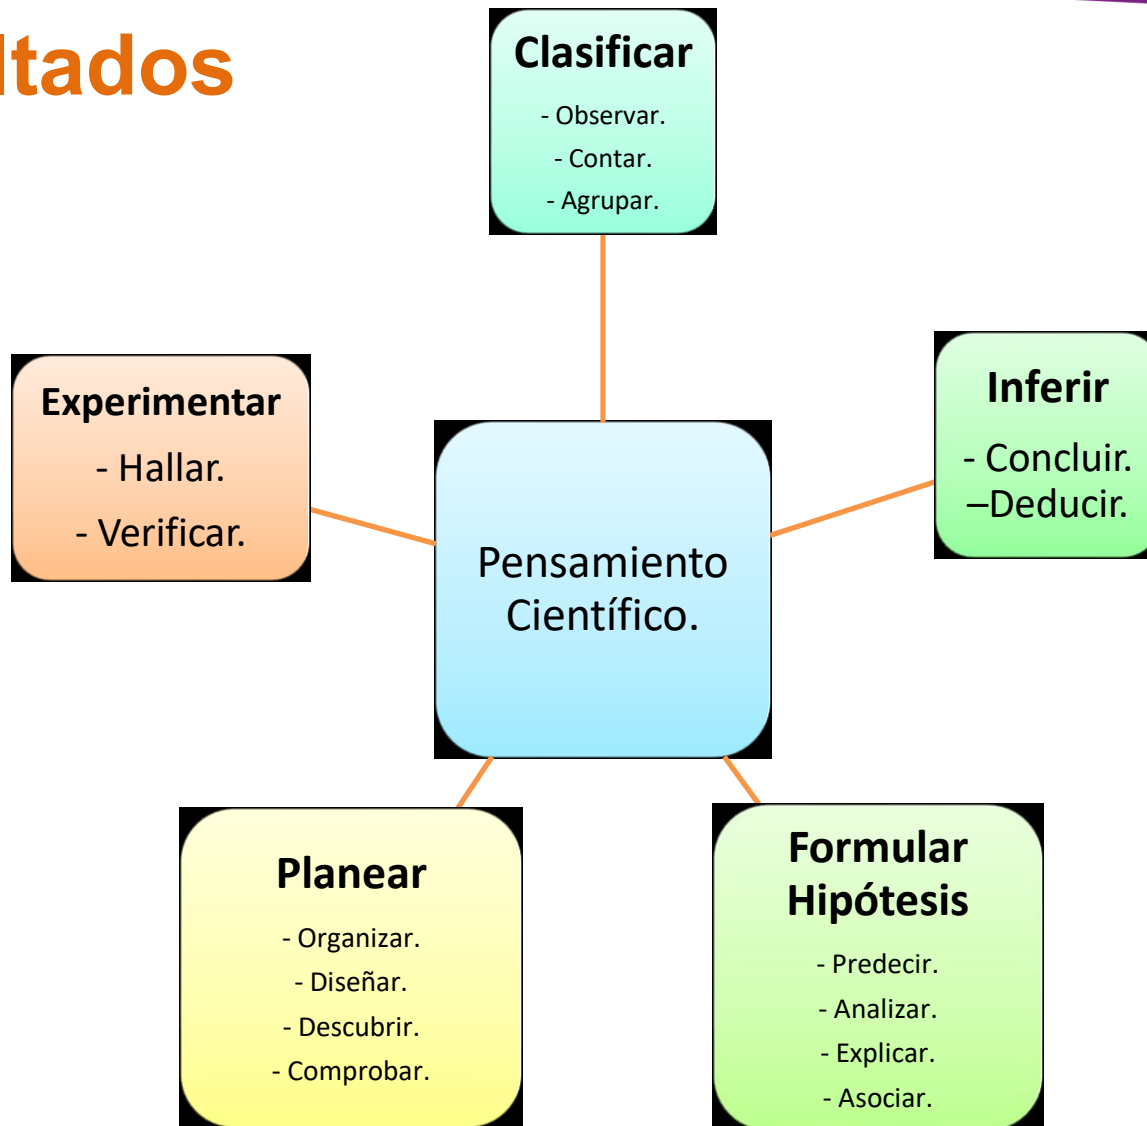 ltados
Clasificar
- Observar.
- Contar.
- Agrupar.
Inferir
- Concluir.
–Deducir.
Experimentar
- Hallar.
- Verificar.
Pensamiento
Científico.
Planear
- Organizar.
- Diseñar.
- Descubrir.
- Comprobar.
Formular
Hipótesis
- Predecir.
- Analizar.
- Explicar.
- Asociar.